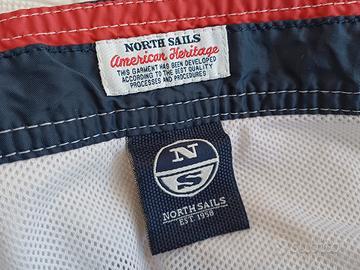 NORTH SAILS
American Heritage
THIS GARMENT HAS BEEN DEVELOPED
ACCORDING TO THE BEST QUALITY
PROCESSES AND PROCEDURES
N
S
NORTH SAILS
EST. 1958